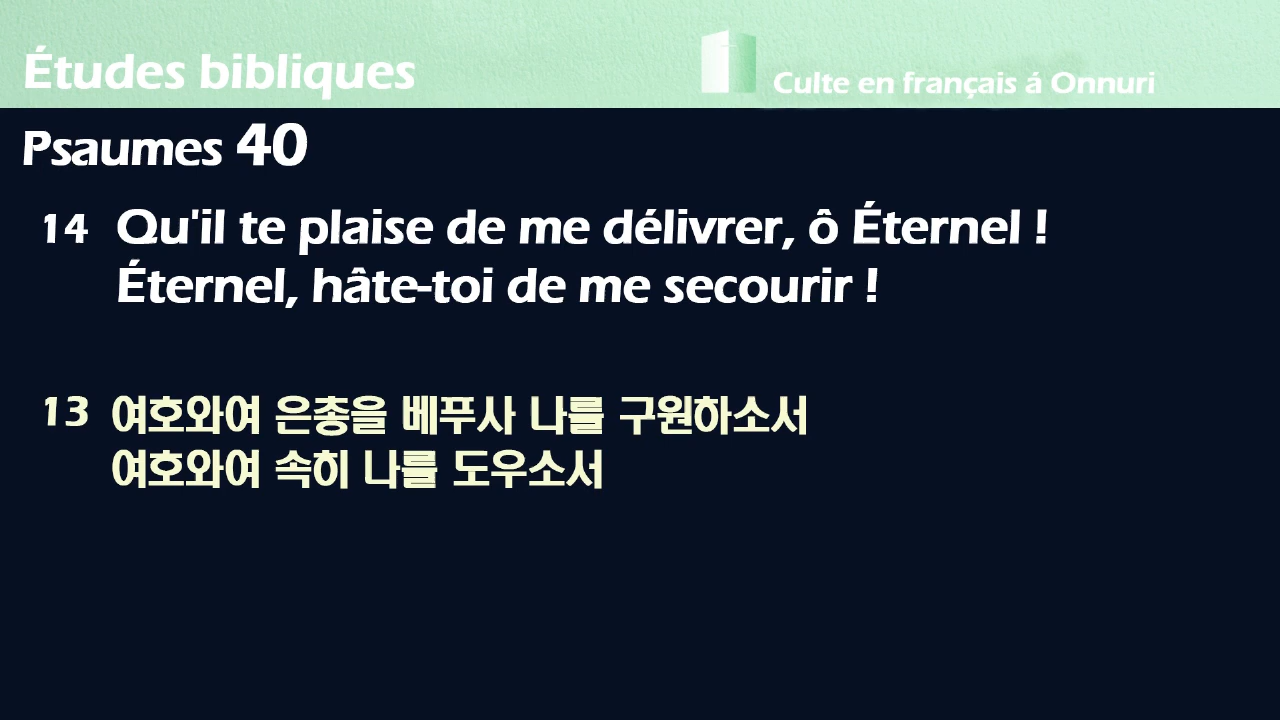 Études bibliques
Culte en français á Onnuri
Psaumes 40
14 Qu'il te plaise de me délivrer, ô Éternel !
Éternel, hâte-toi de me secourir !
13 여호와여 은총을 베푸사 나를 구원하소서
여호와여 속히 나를 도우소서